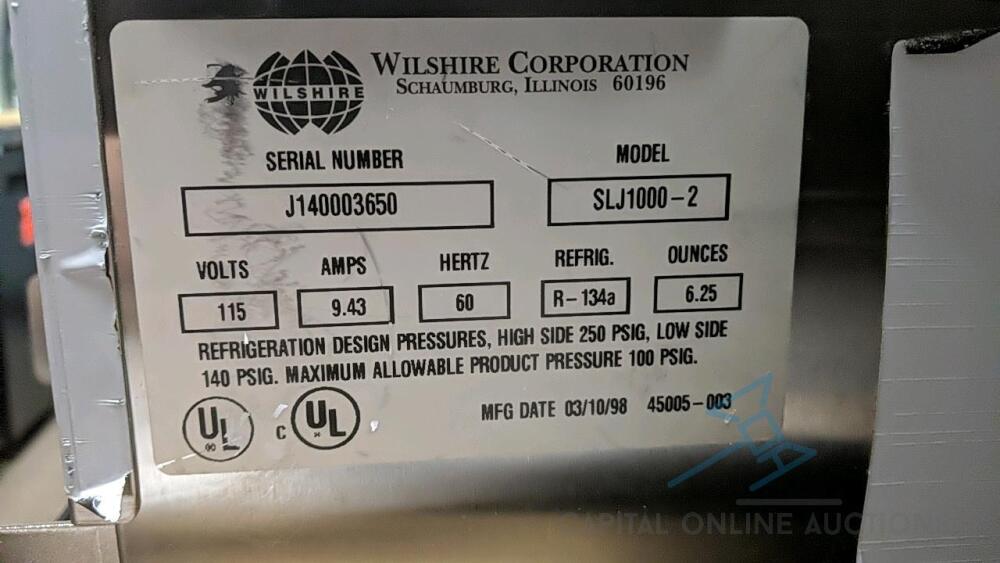 WILSHIRE
WILSHIRE CORPORATION
SCHAUMBURG, ILLINOIS 60196
SERIAL NUMBER
MODEL
J140003650
SLJ1000-2
VOLTS AMPS HERTZ REFRIG. OUNCES
115 9.43 60 R-134a 6.25
REFRIGERATION DESIGN PRESSURES, HIGH SIDE 250 PSIG, LOW SIDE
140 PSIG. MAXIMUM ALLOWABLE PRODUCT PRESSURE 100 PSIG.
UL
C UL
MFG DATE 03/10/98 45005-003
CAPITAL ONLINE AUCTION